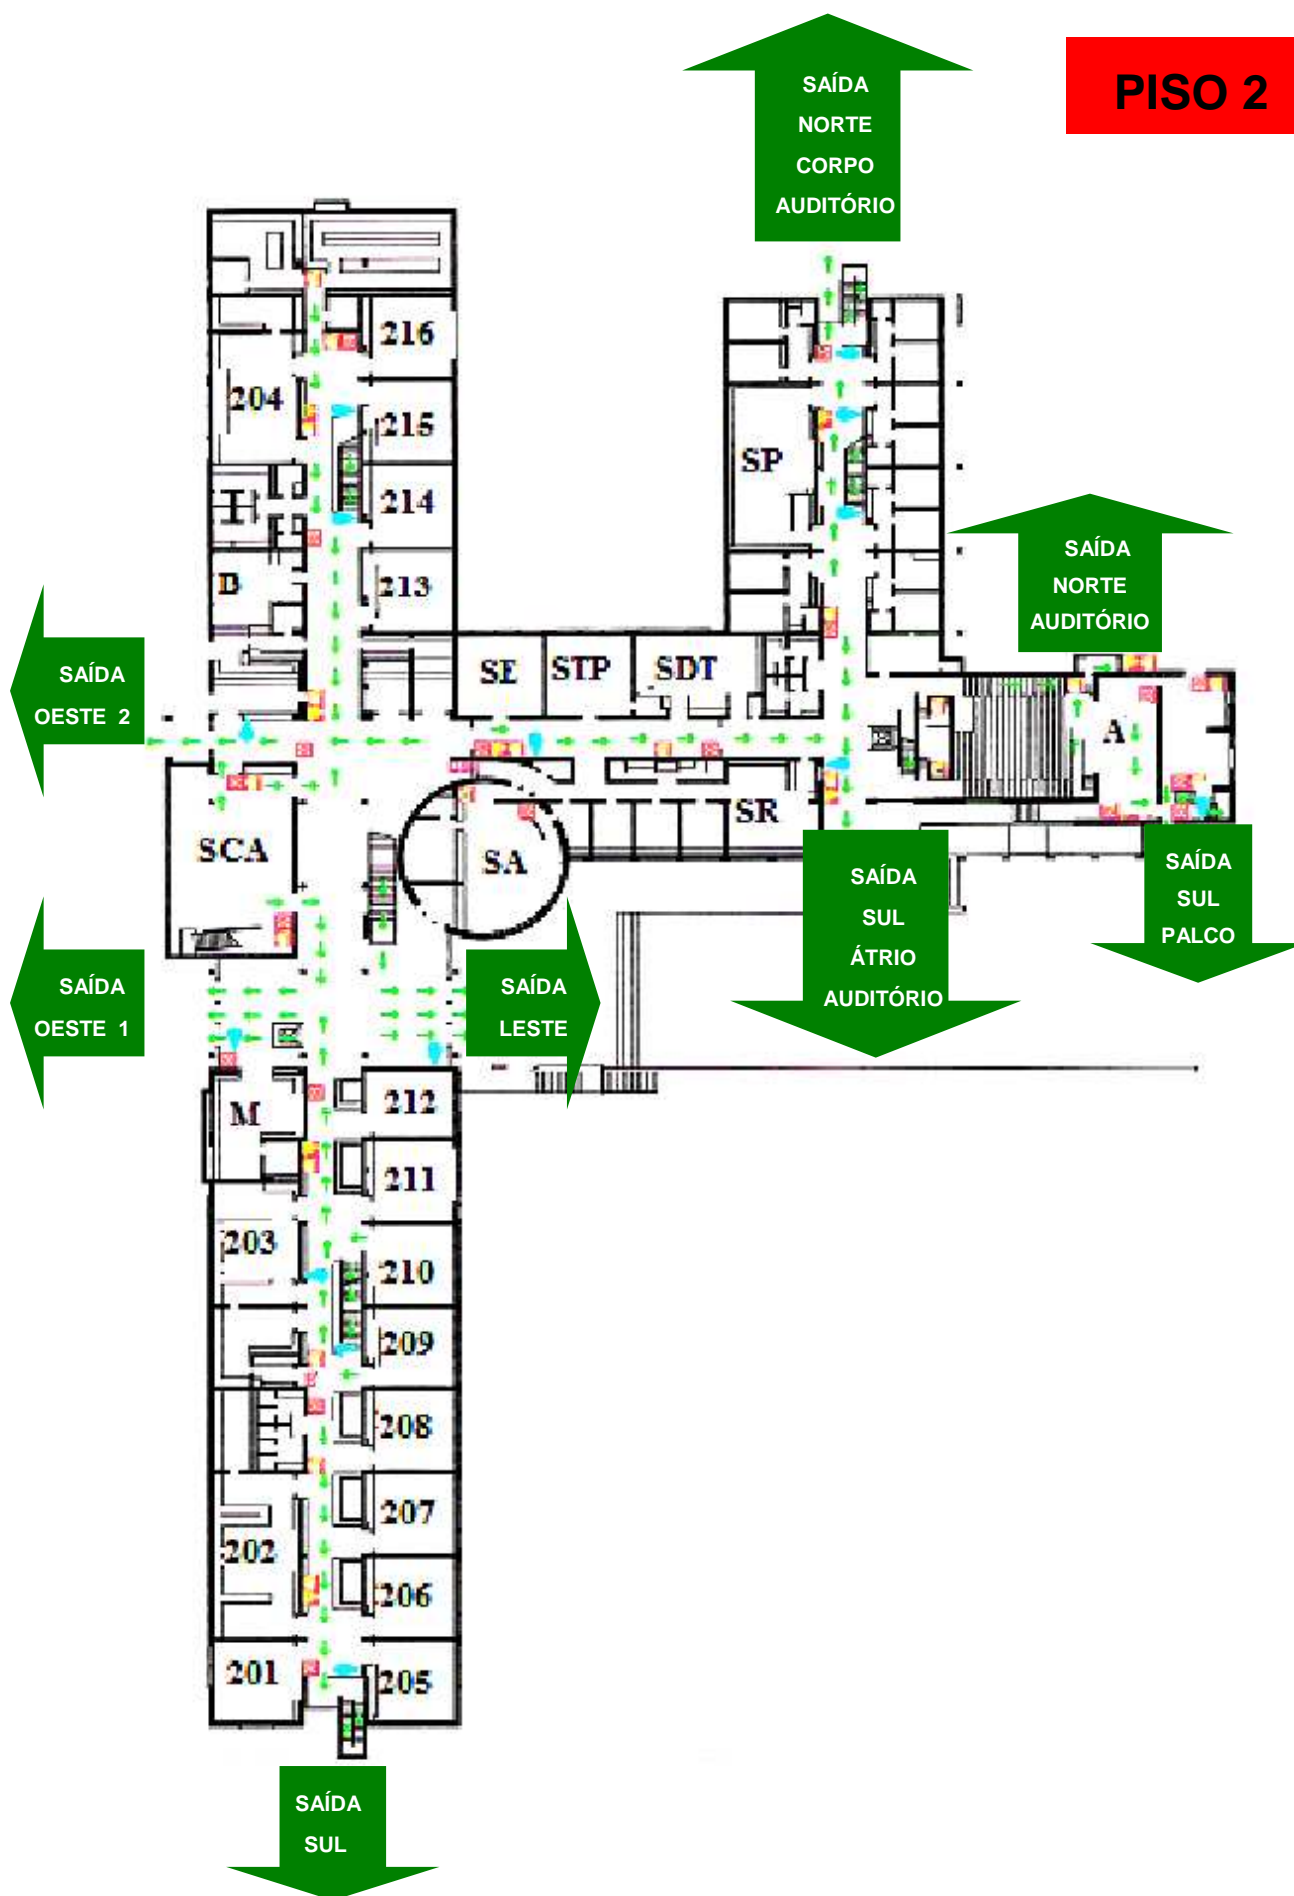 PISO 2
SAÍDA
NORTE
CORPO
AUDITÓRIO
216
204
215
SP
214
SAÍDA
NORTE
AUDITÓRIO
B
213
SAÍDA
OESTE 2
SE
STP
SDT
A
SCA
SR
SA
SAÍDA
SUL
ÁTRIO
AUDITÓRIO
SAÍDA
SUL
PALCO
SAÍDA
OESTE 1
SAÍDA
LESTE
M
212
211
203
210
209
208
207
202
206
201
205
SAÍDA
SUL